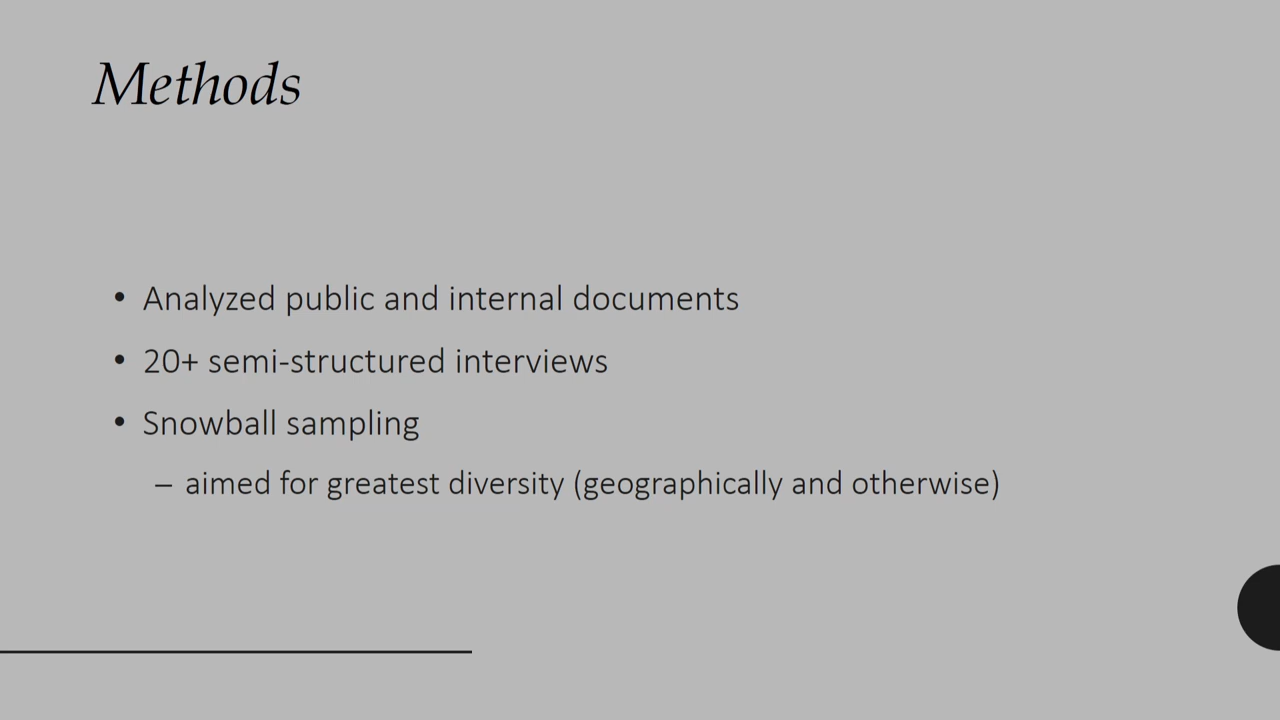 Methods
• Analyzed public and internal documents
• 20+ semi-structured interviews
• Snowball sampling
– aimed for greatest diversity (geographically and otherwise)